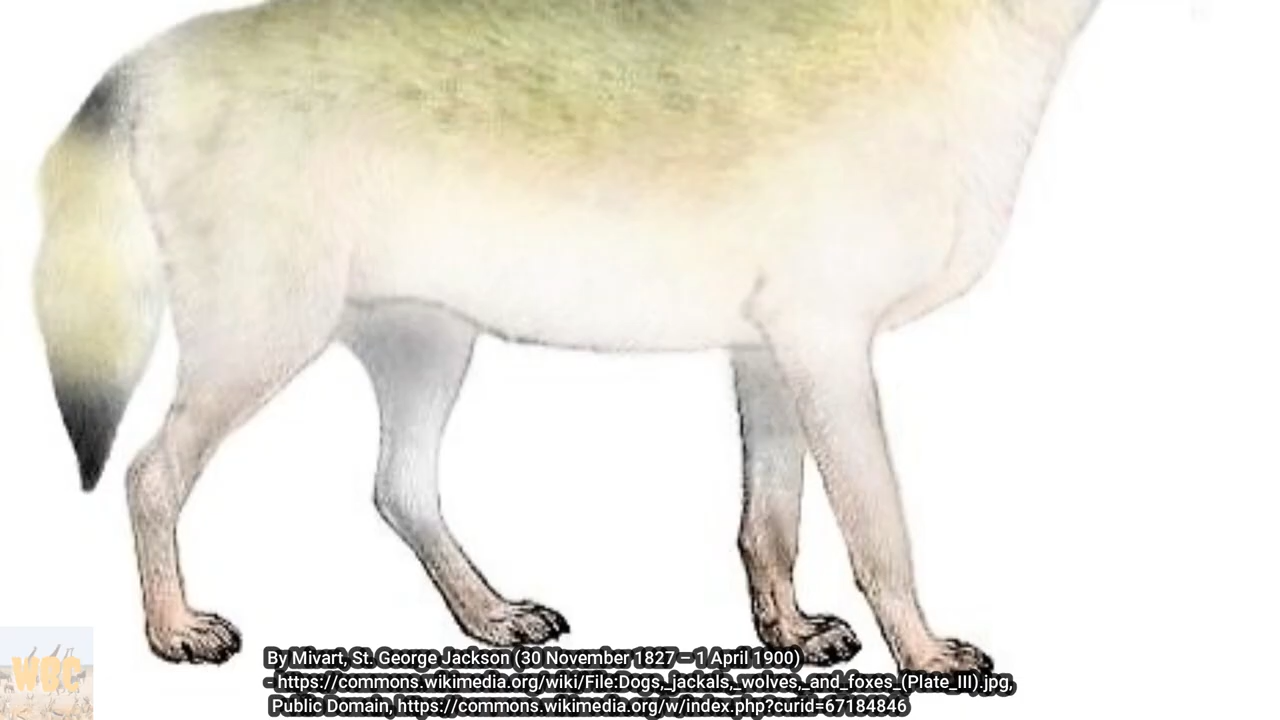 WBC
By Mivart, St. George Jackson (30 November 1827 – 1 April 1900)
- https://commons.wikimedia.org/wiki/File:Dogs,_jackals,_wolves,_and_foxes_(Plate_III).jpg,
Public Domain, https://commons.wikimedia.org/w/index.php?curid=67184846